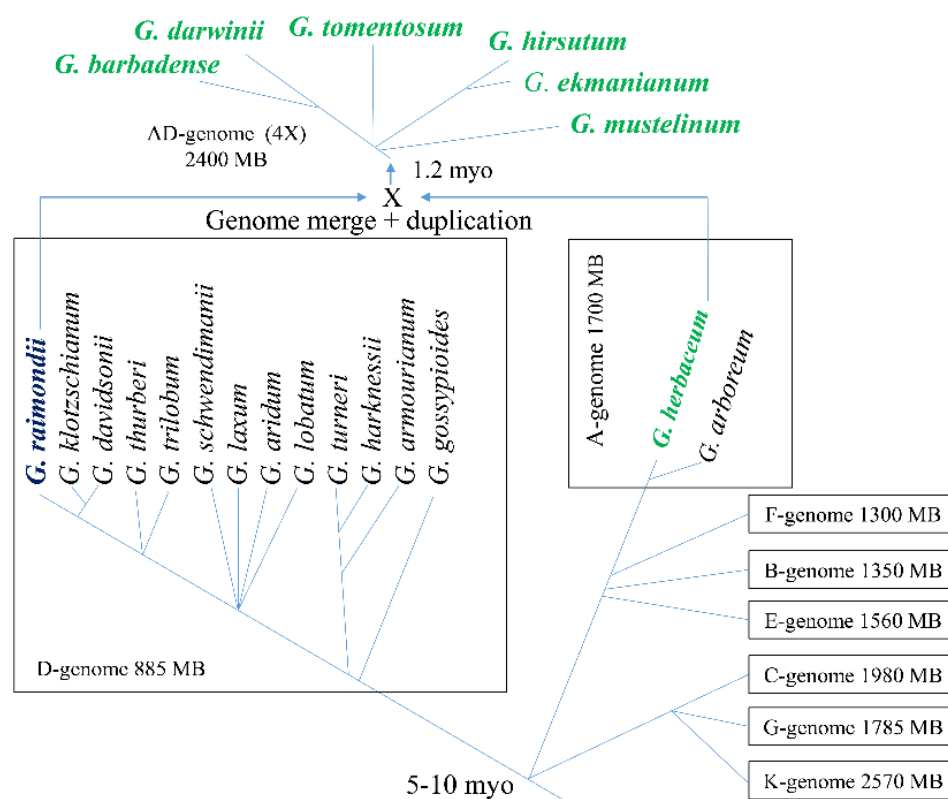 G. darwinii
G. tomentosum
G. hirsutum
G. barbadense
G. ekmanianum
G. mustelinum
AD-genome (4X)
2400 MB
1.2 myo
X
Genome merge + duplication
G. raimondii
G. klotzschianum
G. davidsonii
G. thurberi
G. trilobum
G. schwendimanii
G. laxum
G. aridum
G. lobatum
G. turneri
G. harknessii
G. armourianum
G. gossypioides
D-genome 885 MB
A-genome 1700 MB
G. herbaceum
G. arboreum
F-genome 1300 MB
B-genome 1350 MB
E-genome 1560 MB
C-genome 1980 MB
G-genome 1785 MB
K-genome 2570 MB
5-10 myo